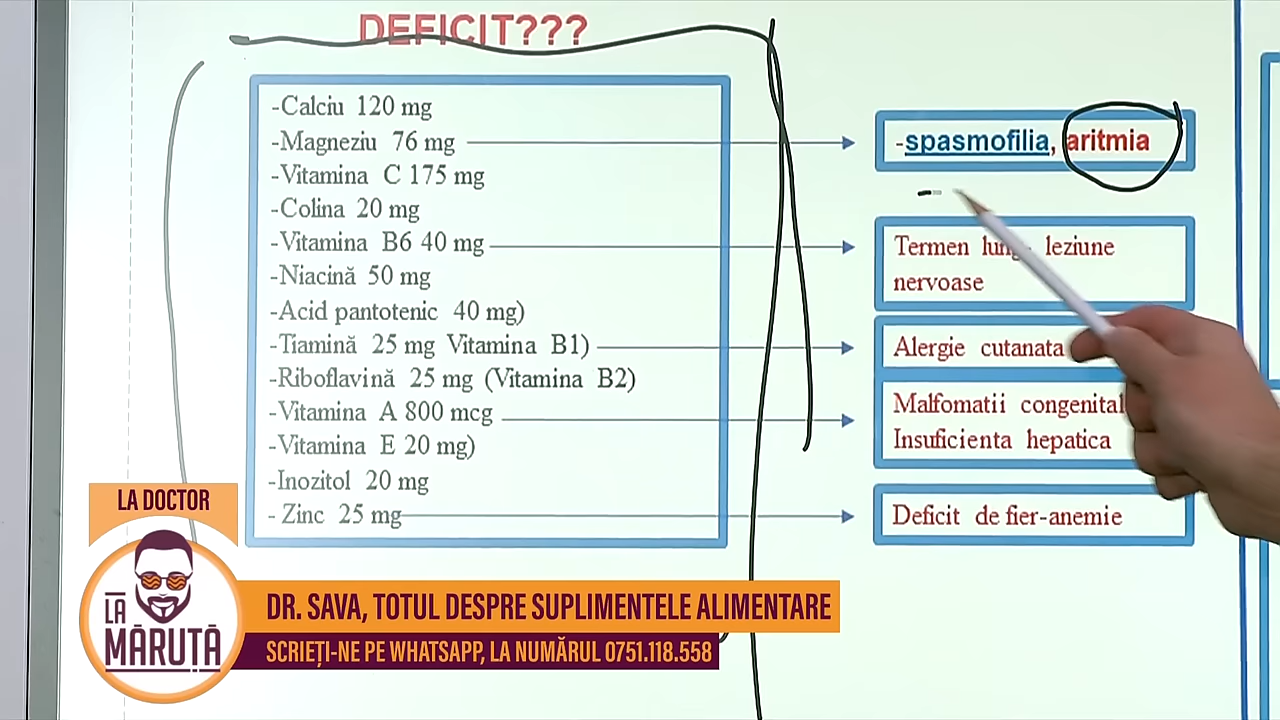 DEFICIT???
-Calciu 120 mg
-Magneziu 76 mg
-Vitamina C 175 mg
-Colina 20 mg
-Vitamina B6 40 mg
-Niacină 50 mg
-Acid pantotenic 40 mg)
-Tiamină 25 mg Vitamina B1)
-Riboflavină 25 mg (Vitamina B2)
-Vitamina A 800 mcg
-Vitamina E 20 mg)
-Inozitol 20 mg
- Zinc 25 mg
-spasmofilia, aritmia
Termen lung leziune
nervoase
Alergie cutanata
Malfomatii congenital
Insuficienta hepatica
Deficit de fier-anemie
LA DOCTOR
LA
MĂRUȚĂ
DR. SAVA, TOTUL DESPRE SUPLIMENTELE ALIMENTARE
SCRIEȚI-NE PE WHATSAPP, LA NUMĂRUL 0751.118.558